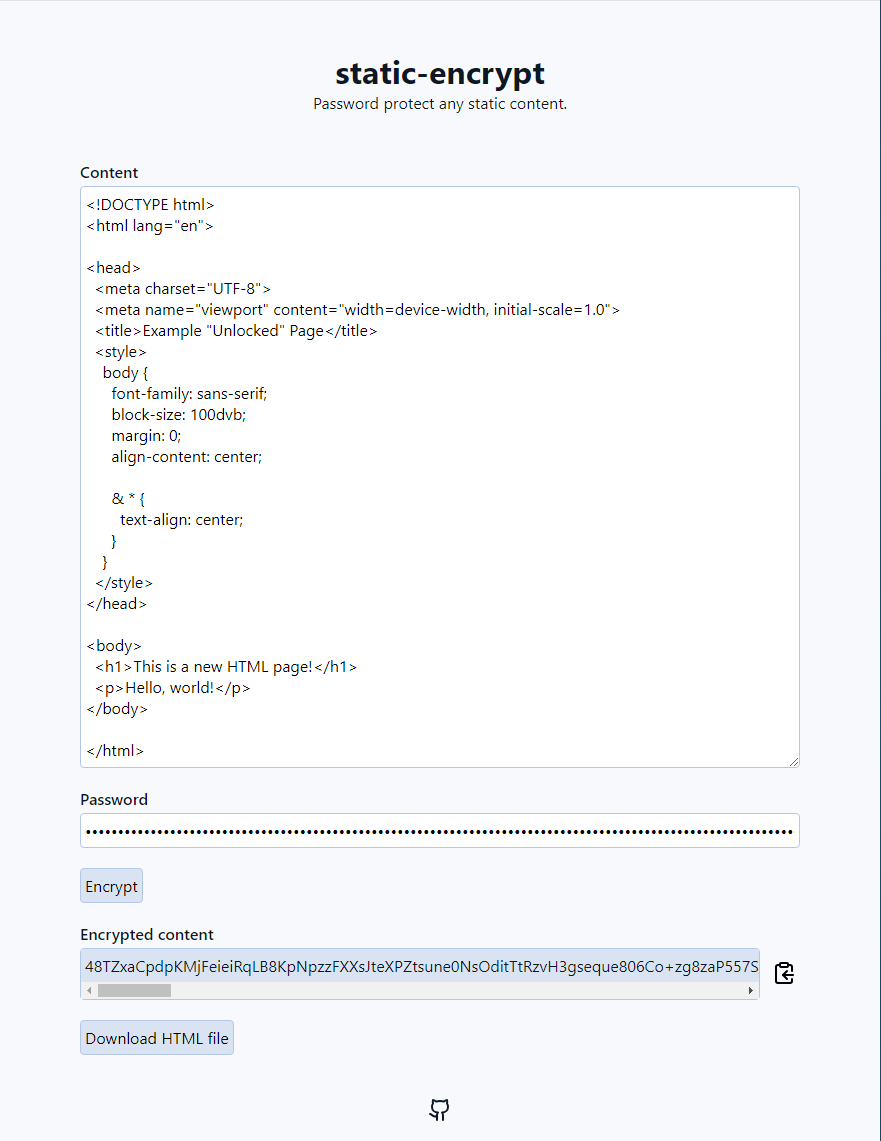 static-encrypt
Password protect any static content.
Content
<!DOCTYPE html>
<html lang="en">
<head>
<meta charset="UTF-8">
<meta name="viewport" content="width=device-width, initial-scale=1.0">
<title>Example "Unlocked" Page</title>
<style>
body {
font-family: sans-serif;
block-size: 100dvb;
margin: 0;
align-content: center;
& * {
text-align: center;
}
}
</style>
</head>
<body>
<h1>This is a new HTML page!</h1>
<p>Hello, world!</p>
</body>
</html>
Password
Encrypt
Encrypted content
48TZxaCpdpKMjFeieiRqLB8KpNpzzFXXsJteXPZtsune0NsOditTtRzvH3gseque806Co+zg8zaP557S
Download HTML file